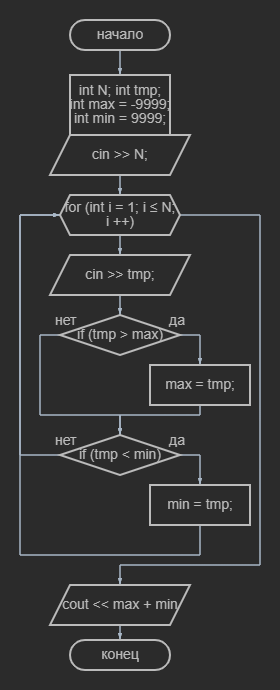 начало
int N; int tmp;
int max = -9999;
int min = 9999;
cin >> N;
for (int i = 1; i ≤ N;
i ++)
cin >> tmp;
нет
да
if (tmp > max)
max = tmp;
нет
да
if (tmp < min)
min = tmp;
cout << max + min
конец